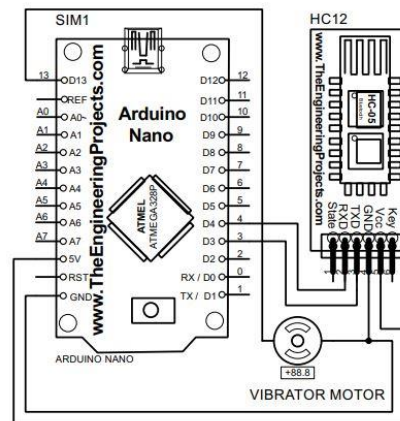 SIM1
HC12
13
D13
D12
12
REF
D11
11
A0
A0
D10
10
A1
A1
D9
9
A2
A2
D8
8
A3
A3
D7
7
A4
A4
D6
6
A5
D5
5
A6
A6
D4
4
A7
A7
D3
3
5V
D2
2
RST
RX / D0
0
GND
TX / D1
1
www.TheEngineeringProjects.com
Arduino
Nano
ATMEL
ATMEGA328P
ARDUINO NANO
www.TheEngineeringProjects.com
HC-05
Bluetooth
State
RXD
TXD
GND
Vcc
Key
+88.8
VIBRATOR MOTOR